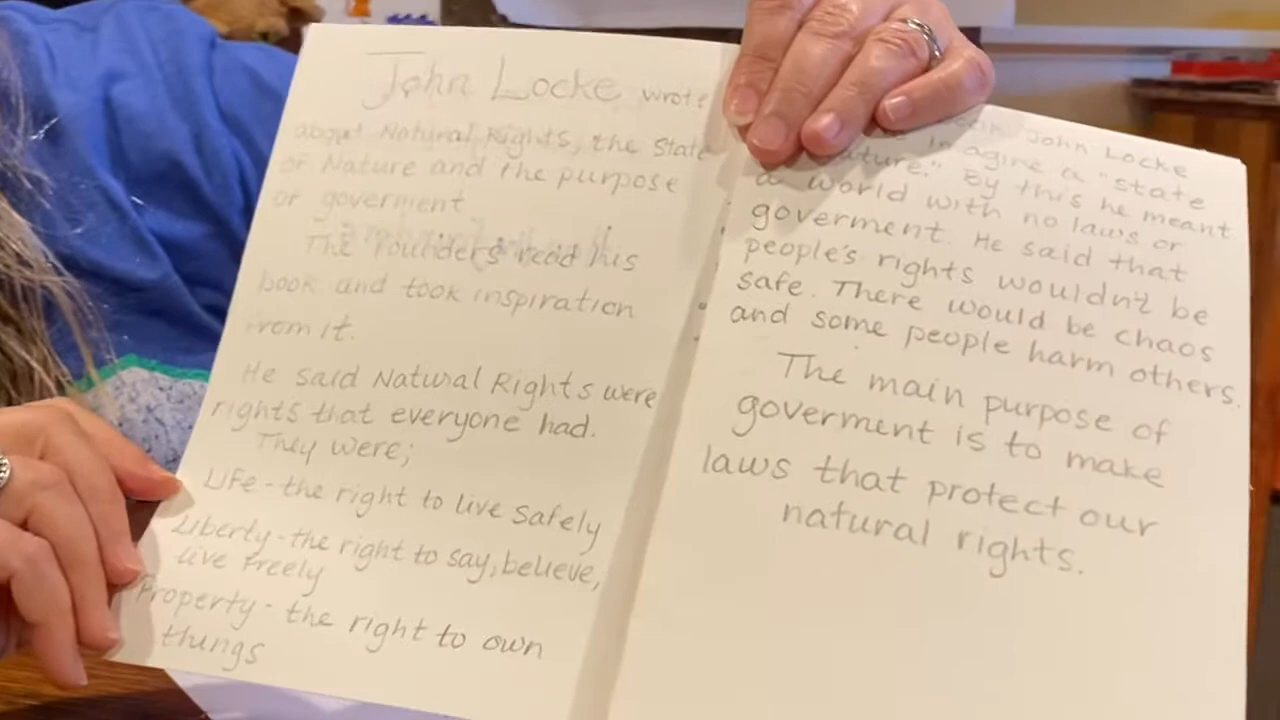 John Locke wrote
about Natural Rights, the State
of Nature and the purpose
of goverment
The Founders read his
book and took inspiration
from it.
He said Natural Rights were
rights that everyone had.
They were;
Life - the right to live safely
Liberty - the right to say, believe,
live freely
Property - the right to own
things
John Locke
imagine a "state
nature." By this he meant
a world with no laws or
goverment. He said that
people's rights wouldn't be
safe. There would be chaos
and some people harm others.
The main purpose of
goverment is to make
laws that protect our
natural rights.